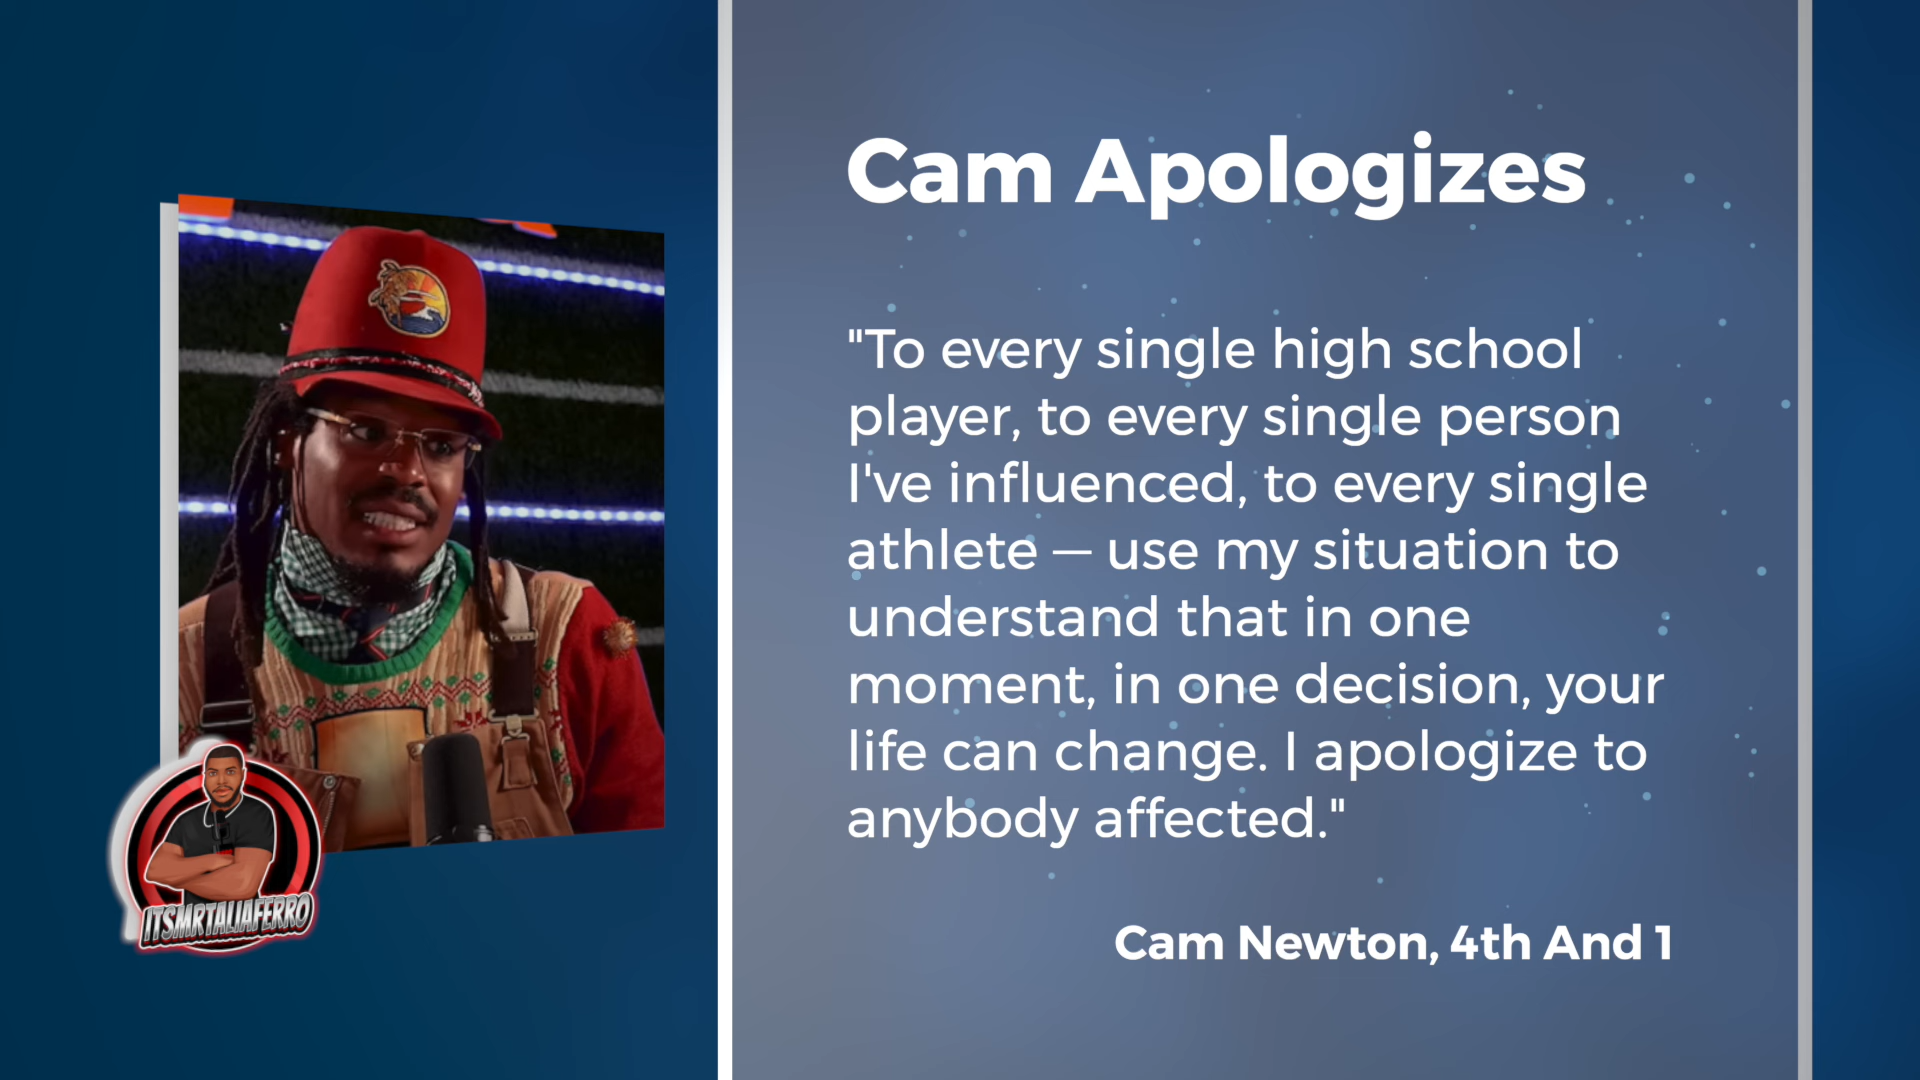 Cam Apologizes
"To every single high school
player, to every single person
I've influenced, to every single
athlete — use my situation to
understand that in one
moment, in one decision, your
life can change. I apologize to
anybody affected."
Cam Newton, 4th And 1
ITSMRTALIAFERRO